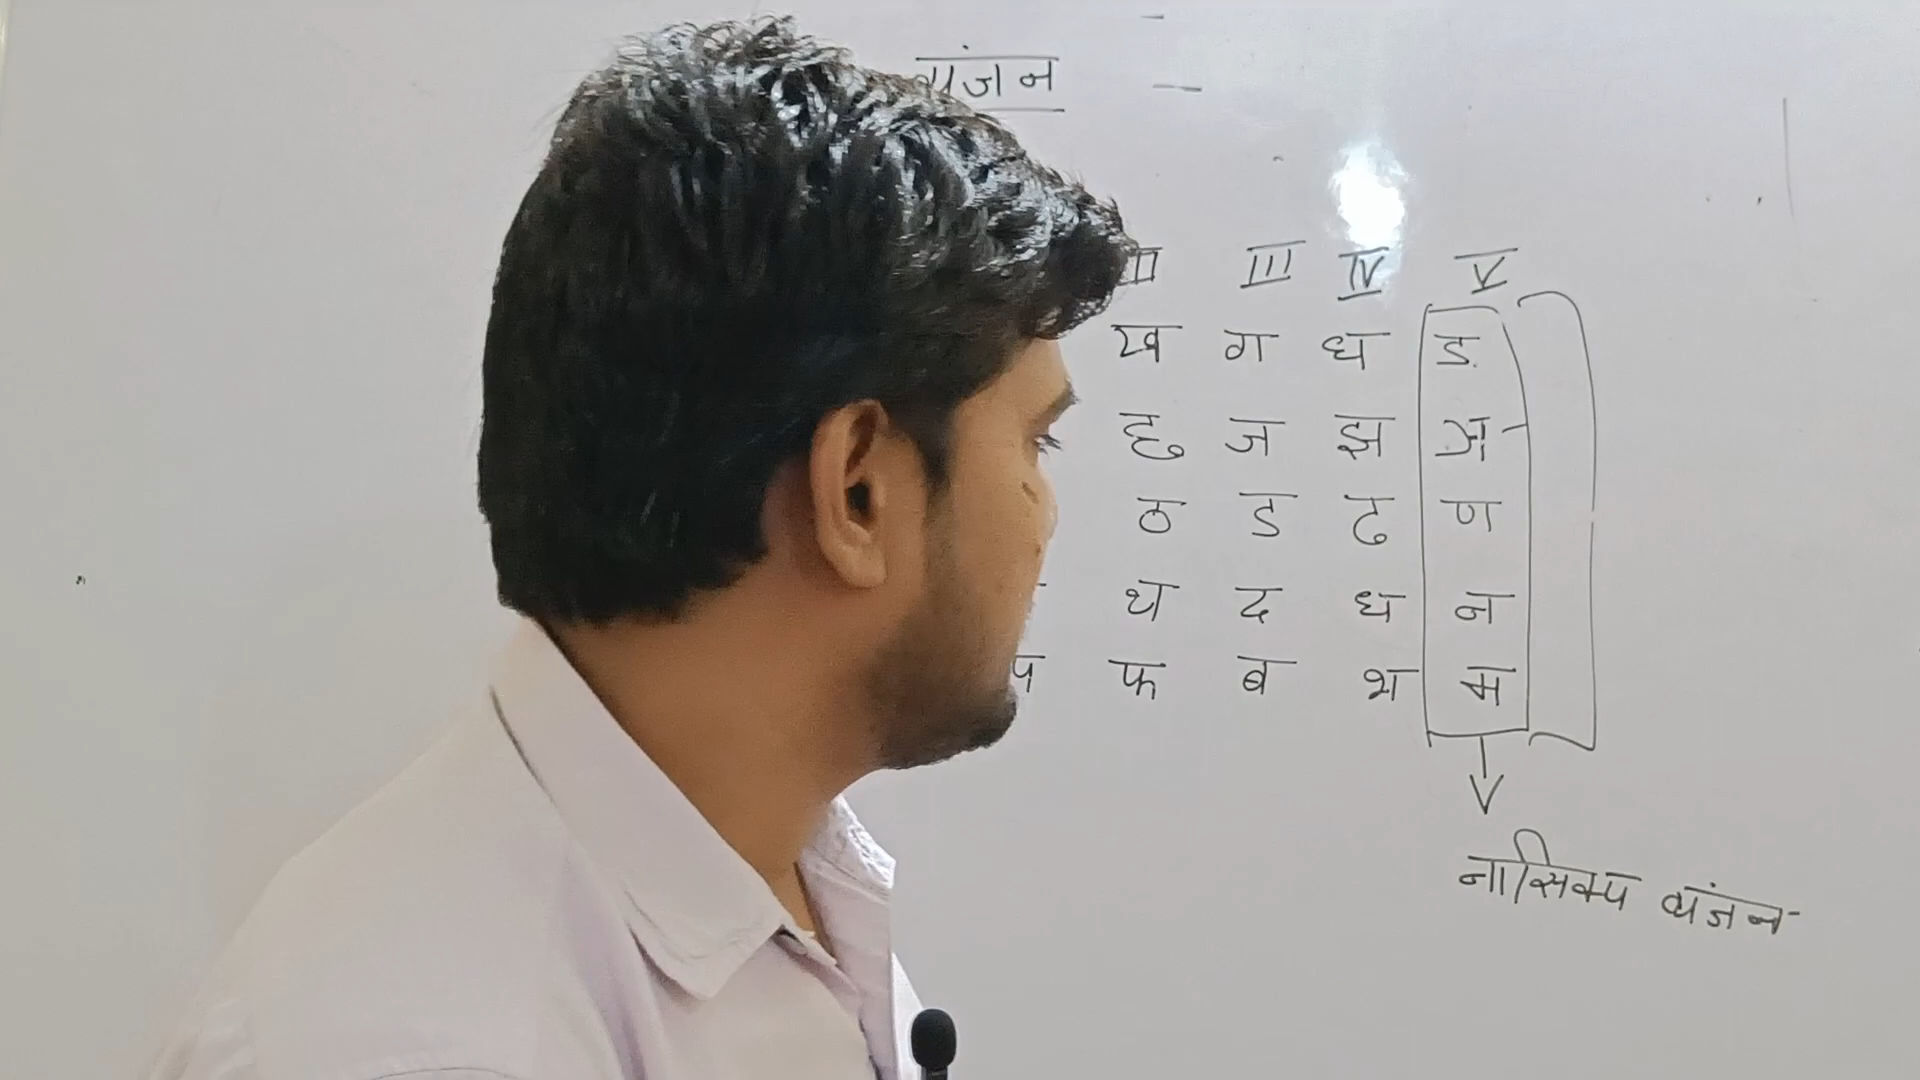 व्यंजन
II III IV V
ख ग घ ङ
छ ज झ ञ
ठ ड ढ ण
थ द ध न
प फ ब भ म
नासिक्य व्यंजन